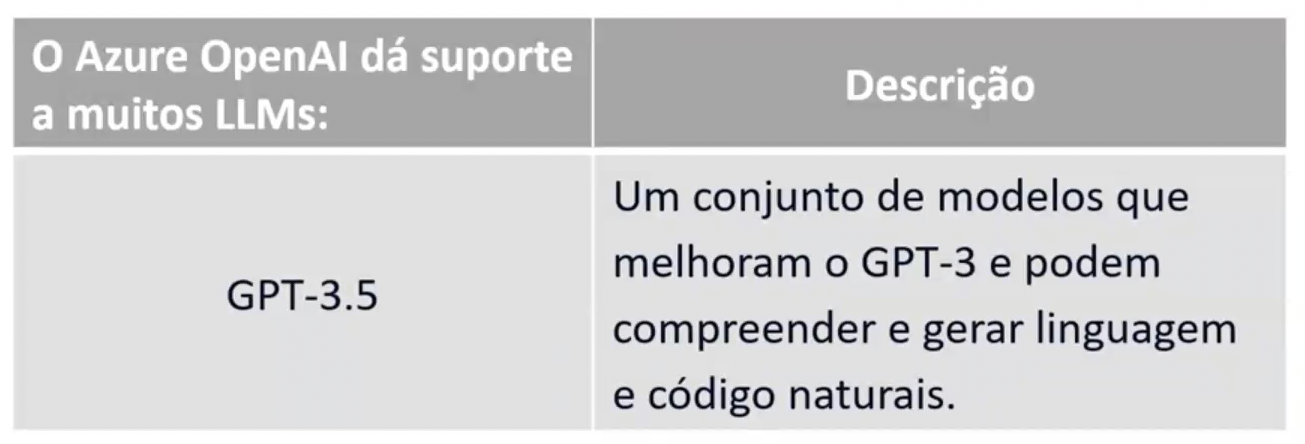 O Azure OpenAI dá suporte
a muitos LLMs:
Descrição
GPT-3.5
Um conjunto de modelos que
melhoram o GPT-3 e podem
compreender e gerar linguagem
e código naturais.